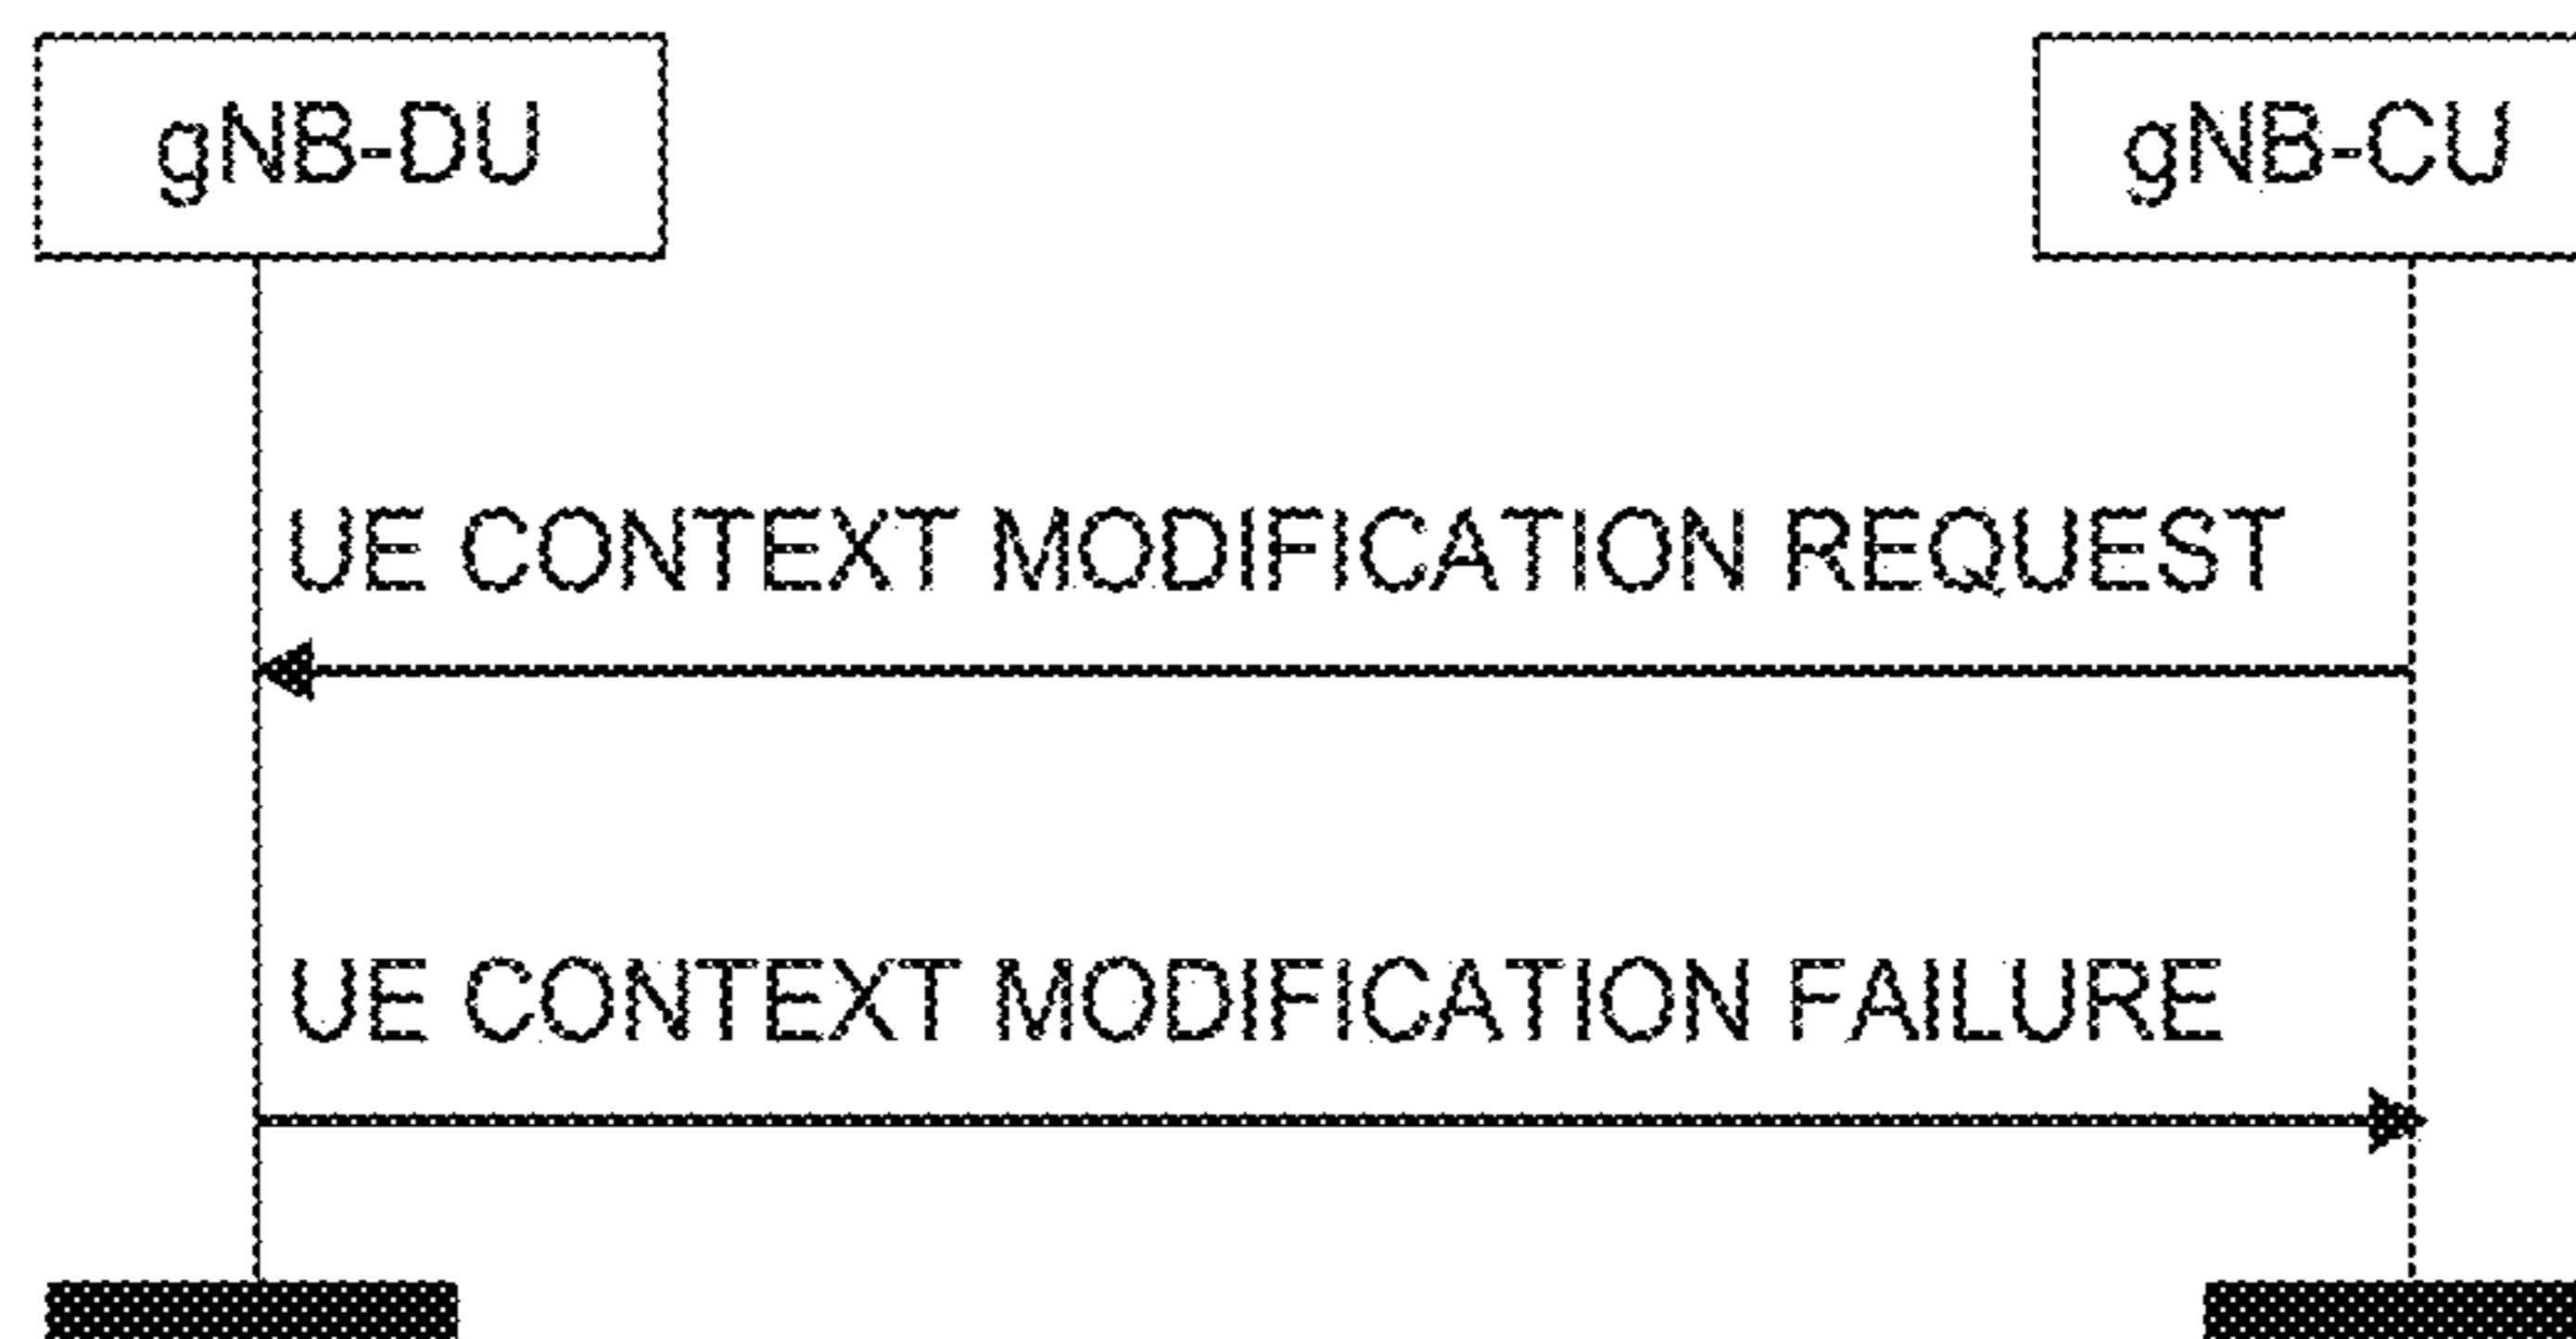 gNB-DU
gNB-CU
UE CONTEXT MODIFICATION REQUEST
UE CONTEXT MODIFICATION FAILURE